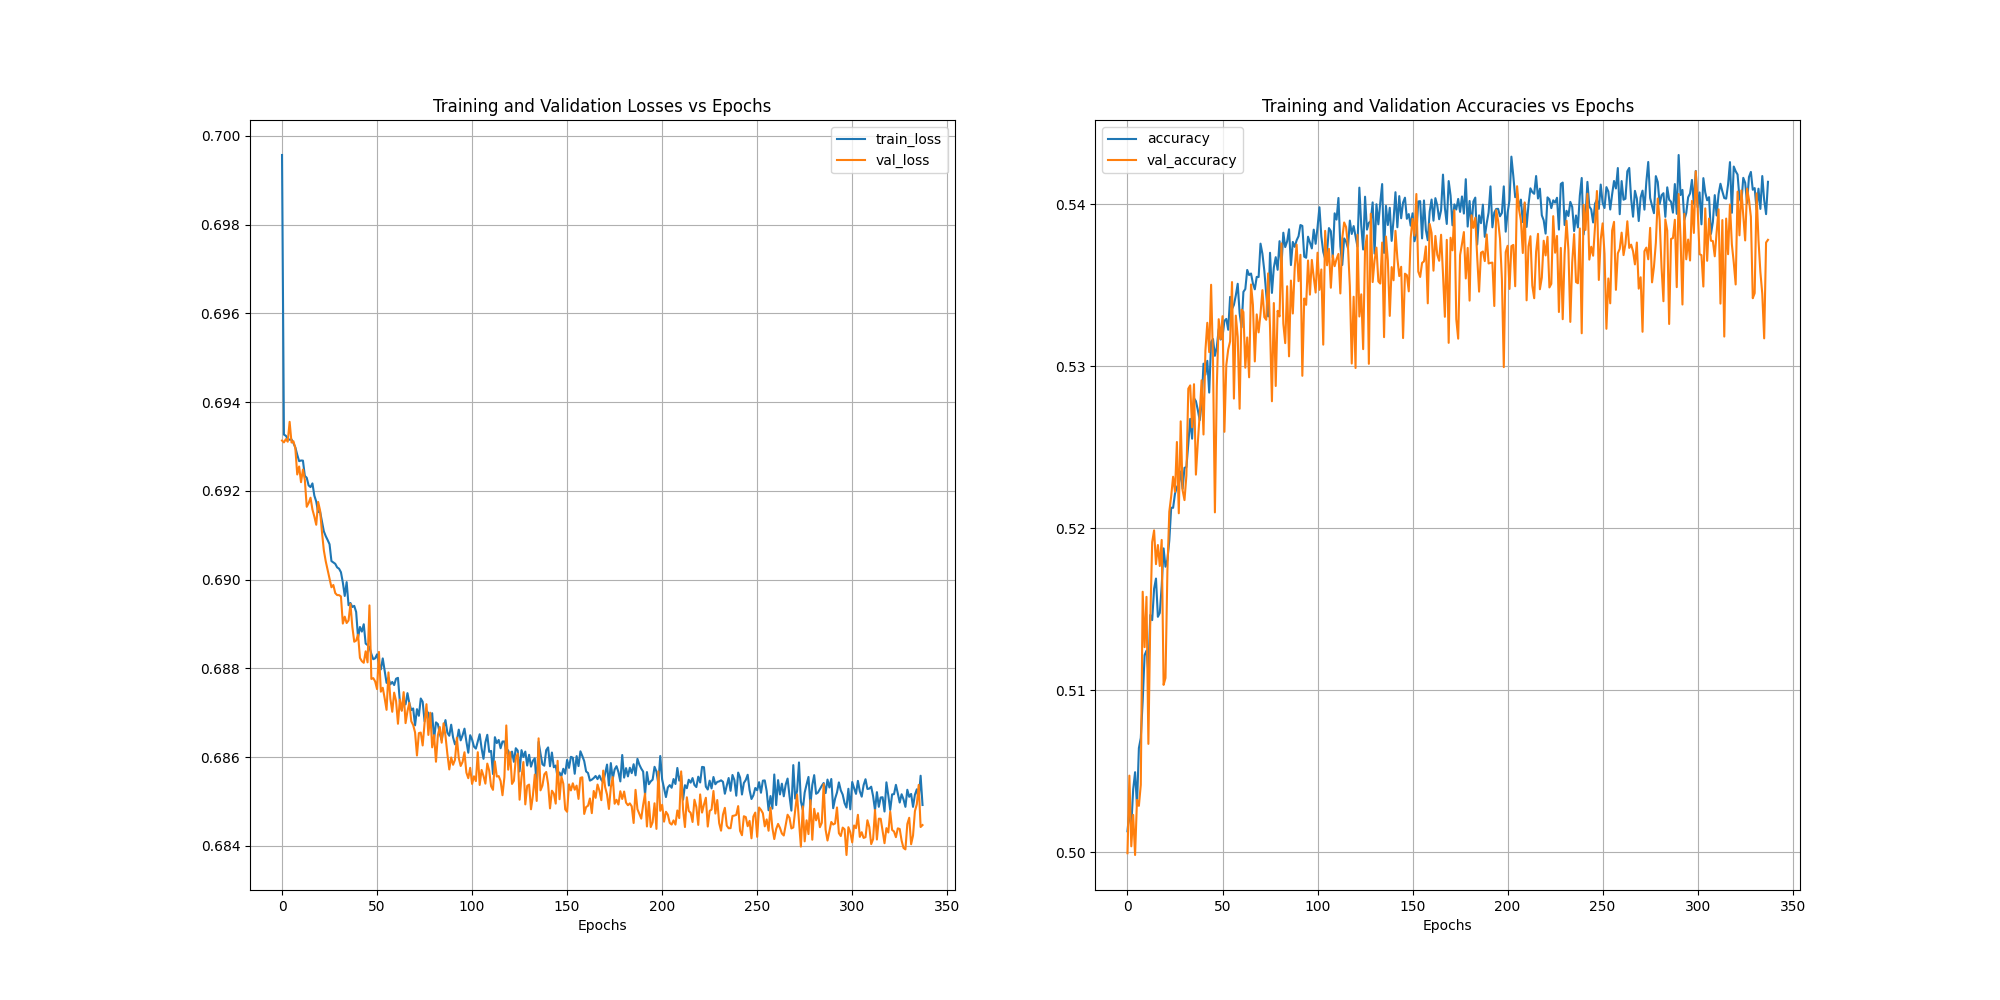 Training and Validation Losses vs Epochs
train_loss
val_loss
0.700
0.698
0.696
0.694
0.692
0.690
0.688
0.686
0.684
0 50 100 150 200 250 300 350
Epochs
Training and Validation Accuracies vs Epochs
accuracy
val_accuracy
0.54
0.53
0.52
0.51
0.50
0 50 100 150 200 250 300 350
Epochs